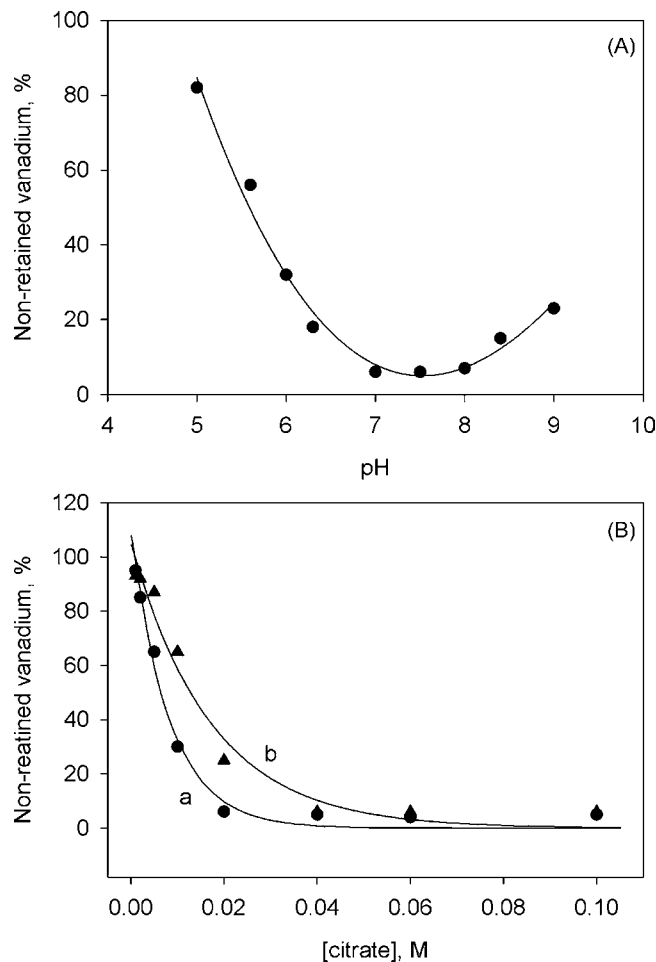 100
(A)
80
60
40
20
0
Non-retained vanadium, %
4 5 6 7 8 9 10
pH
120
(B)
100
80
60
40
20
0
Non-reatined vanadium, %
a
b
0.00 0.02 0.04 0.06 0.08 0.10
[citrate], M